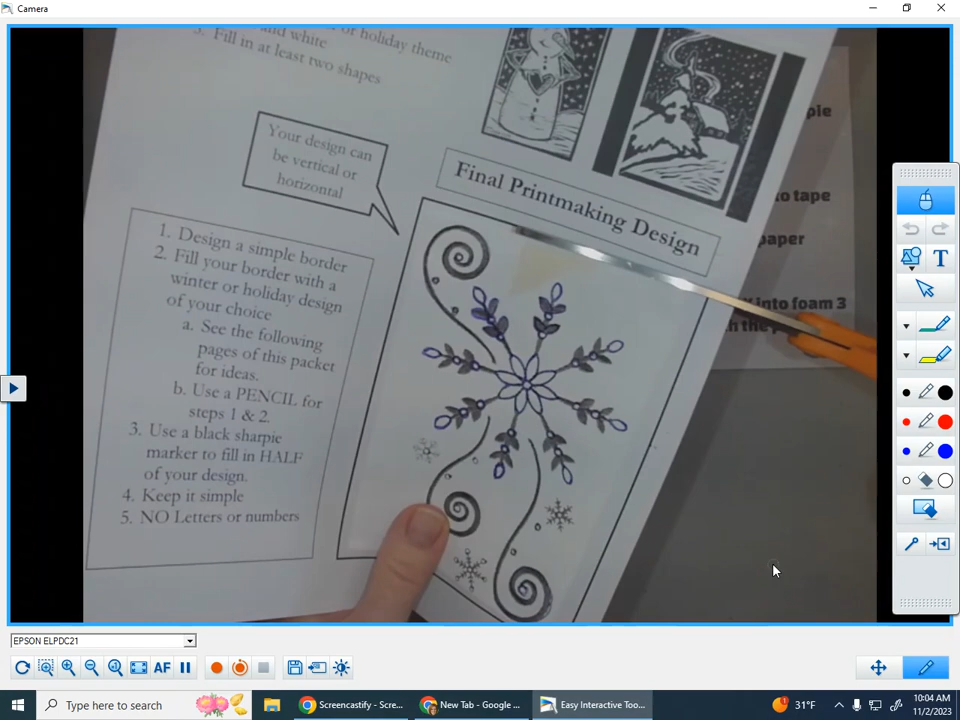 Camera
and white
or holiday theme
3. Fill in at least two shapes
Your design can
be vertical or
horizontal
Final Printmaking Design
1. Design a simple border
2. Fill your border with a
winter or holiday design
of your choice
a. See the following
pages of this packet
for ideas.
b. Use a PENCIL for
steps 1 & 2.
3. Use a black sharpie
marker to fill in HALF
of your design.
4. Keep it simple
5. NO Letters or numbers
to tape
paper
into foam 3
T
EPSON ELPDC21
AF
Type here to search
Screencastify - Scre...
New Tab - Google ...
Easy Interactive Too...
31°F
10:04 AM
11/2/2023